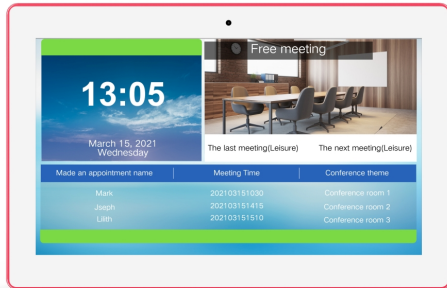 Free meeting
13:05
March 15, 2021
Wednesday
The last meeting(Leisure) The next meeting(Leisure)
Made an appointment name Meeting Time Conference theme
Mark 202103151030 Conference room 1
Jseph 202103151415 Conference room 2
Lilith 202103151510 Conference room 3